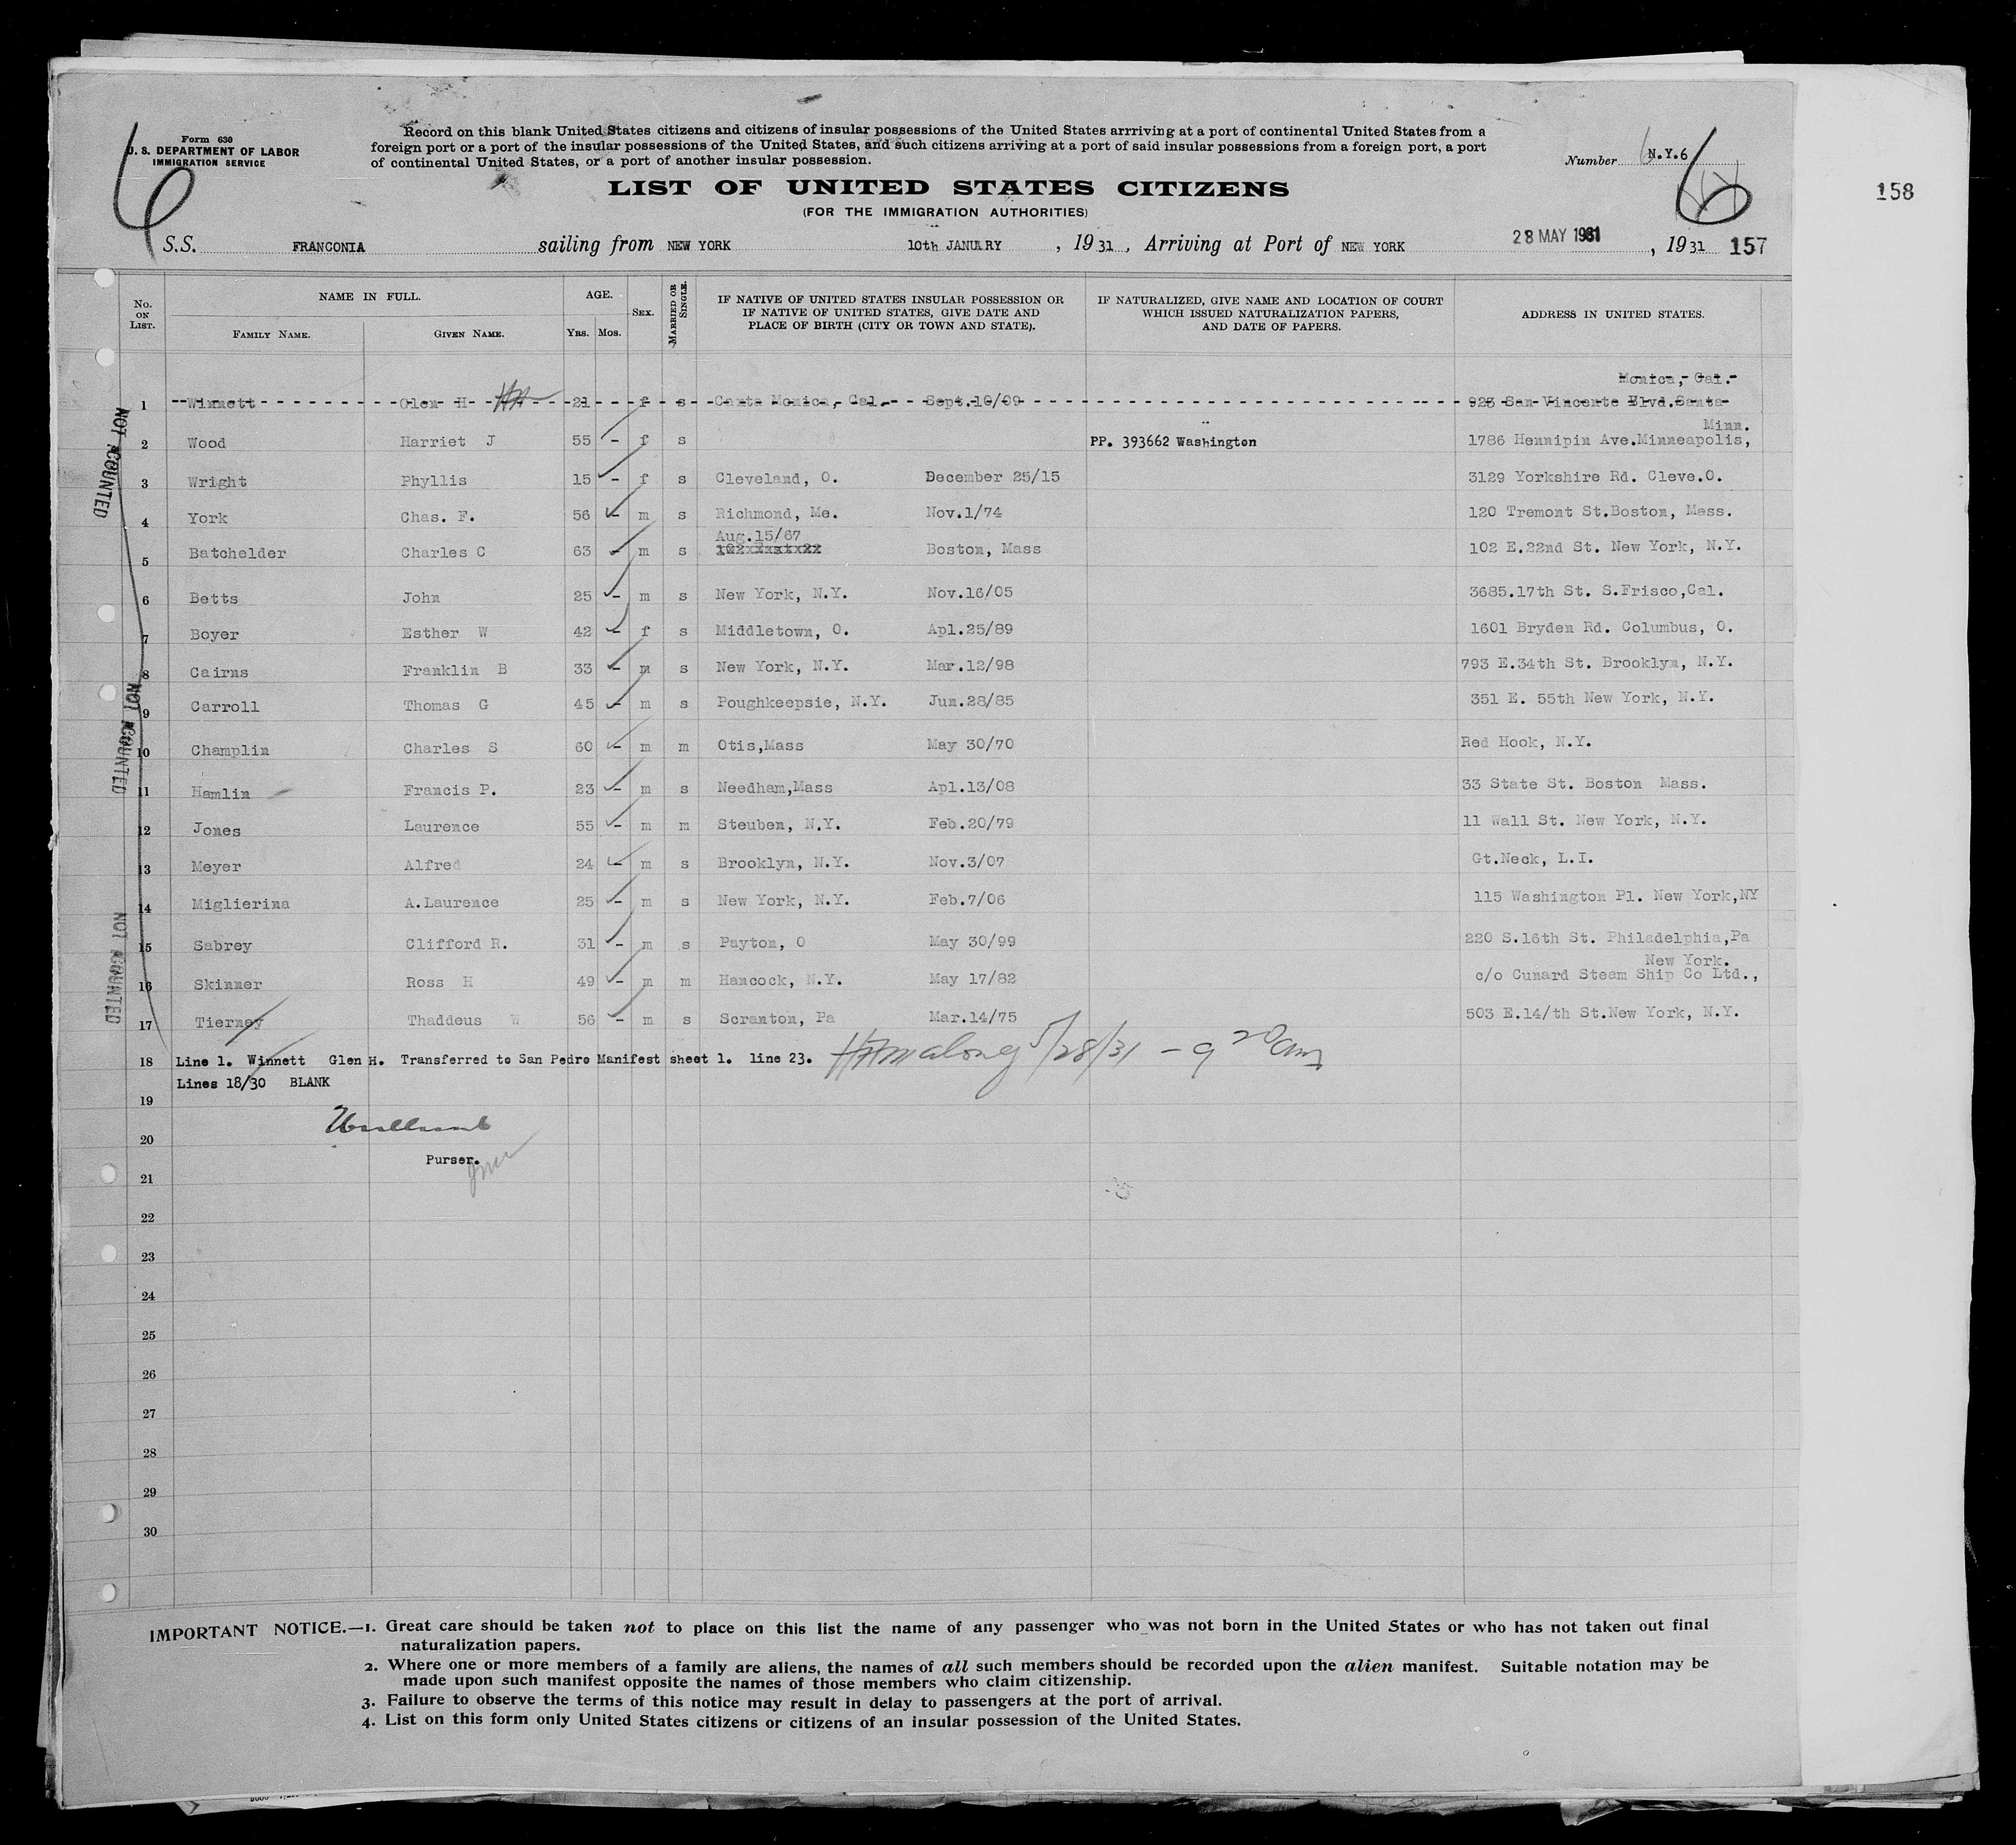 Form 630
U. S. DEPARTMENT OF LABOR
IMMIGRATION SERVICE
Record on this blank United States citizens and citizens of insular possessions of the United States arrriving at a port of continental United States from a
foreign port or a port of the insular possessions of the United States, and such citizens arriving at a port of said insular possessions from a foreign port, a port
of continental United States, or a port of another insular possession.
Number N.Y.6
6
6
158
LIST OF UNITED STATES CITIZENS
(FOR THE IMMIGRATION AUTHORITIES)
S.S. FRANCONIA sailing from NEW YORK 10th JANUARY , 1931 , Arriving at Port of NEW YORK 28 MAY 1931 , 1931 157
No. ON LIST. NAME IN FULL. FAMILY NAME. GIVEN NAME. AGE. YRS. MOS. SEX. MARRIED OR SINGLE. IF NATIVE OF UNITED STATES INSULAR POSSESSION OR IF NATIVE OF UNITED STATES, GIVE DATE AND PLACE OF BIRTH (CITY OR TOWN AND STATE). IF NATURALIZED, GIVE NAME AND LOCATION OF COURT WHICH ISSUED NATURALIZATION PAPERS, AND DATE OF PAPERS. ADDRESS IN UNITED STATES.
Monica, Cal.
1 Winnett Glen H 21 f s Canta Monica, Cal. Sept.10/09 923 San Vincente Blvd.Santa
Minn.
2 Wood Harriet J 55 - f s PP. 393662 Washington 1786 Hennipin Ave.Minneapolis,
3 Wright Phyllis 15 - f s Cleveland, O. December 25/15 3129 Yorkshire Rd. Cleve.O.
4 York Chas. F. 56 - m s Richmond, Me. Nov.1/74 120 Tremont St.Boston, Mass.
Aug.15/67
5 Batchelder Charles C 63 - m s Boston, Mass 102 E.22nd St. New York, N.Y.
6 Betts John 25 - m s New York, N.Y. Nov.16/05 3685.17th St. S.Frisco,Cal.
7 Boyer Esther W 42 - f s Middletown, O. Apl.25/89 1601 Bryden Rd. Columbus, O.
8 Cairns Franklin B 33 - m s New York, N.Y. Mar.12/98 793 E.34th St. Brooklyn, N.Y.
9 Carroll Thomas G 45 - m s Poughkeepsie, N.Y. Jun.28/85 351 E. 55th New York, N.Y.
10 Champlin Charles S 60 - m m Otis,Mass May 30/70 Red Hook, N.Y.
11 Hamlin Francis P. 23 - m s Needham,Mass Apl.13/08 33 State St. Boston Mass.
12 Jones Laurence 55 - m m Steuben, N.Y. Feb.20/79 11 Wall St. New York, N.Y.
13 Meyer Alfred 24 - m s Brooklyn, N.Y. Nov.3/07 Gt.Neck, L.I.
14 Miglierina A.Laurence 25 - m s New York, N.Y. Feb.7/06 115 Washington Pl. New York,NY
15 Sabrey Clifford R. 31 - m s Payton, O May 30/99 220 S.16th St. Philadelphia,Pa
New York.
16 Skinner Ross H 49 - m m Hancock, N.Y. May 17/82 c/o Cunard Steam Ship Co Ltd.,
17 Tierney Thaddeus W 56 - m s Scranton, Pa Mar.14/75 503 E.14/th St.New York, N.Y.
18 Line 1. Winnett Glen H. Transferred to San Pedro Manifest sheet 1. line 23. 5/28/31 - 9 20 am
Lines 18/30 BLANK
19
20
Purser.
21
22
23
24
25
26
27
28
29
30
NOT COUNTED
NOT COUNTED
NOT COUNTED
IMPORTANT NOTICE.—1. Great care should be taken not to place on this list the name of any passenger who was not born in the United States or who has not taken out final
naturalization papers.
2. Where one or more members of a family are aliens, the names of all such members should be recorded upon the alien manifest. Suitable notation may be
made upon such manifest opposite the names of those members who claim citizenship.
3. Failure to observe the terms of this notice may result in delay to passengers at the port of arrival.
4. List on this form only United States citizens or citizens of an insular possession of the United States.